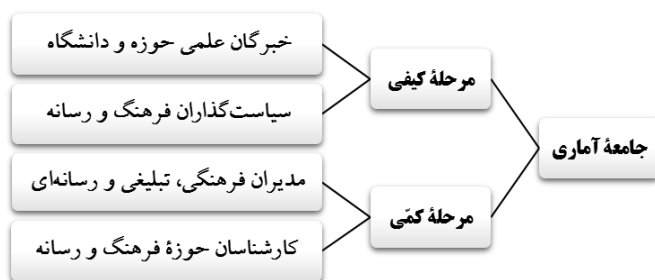 جامعهٔ آماری
مرحلهٔ کیفی
خبرگان علمی حوزه و دانشگاه
سیاست‌گذاران فرهنگ و رسانه
مرحلهٔ کمّی
مدیران فرهنگی، تبلیغی و رسانه‌ای
کارشناسان حوزهٔ فرهنگ و رسانه